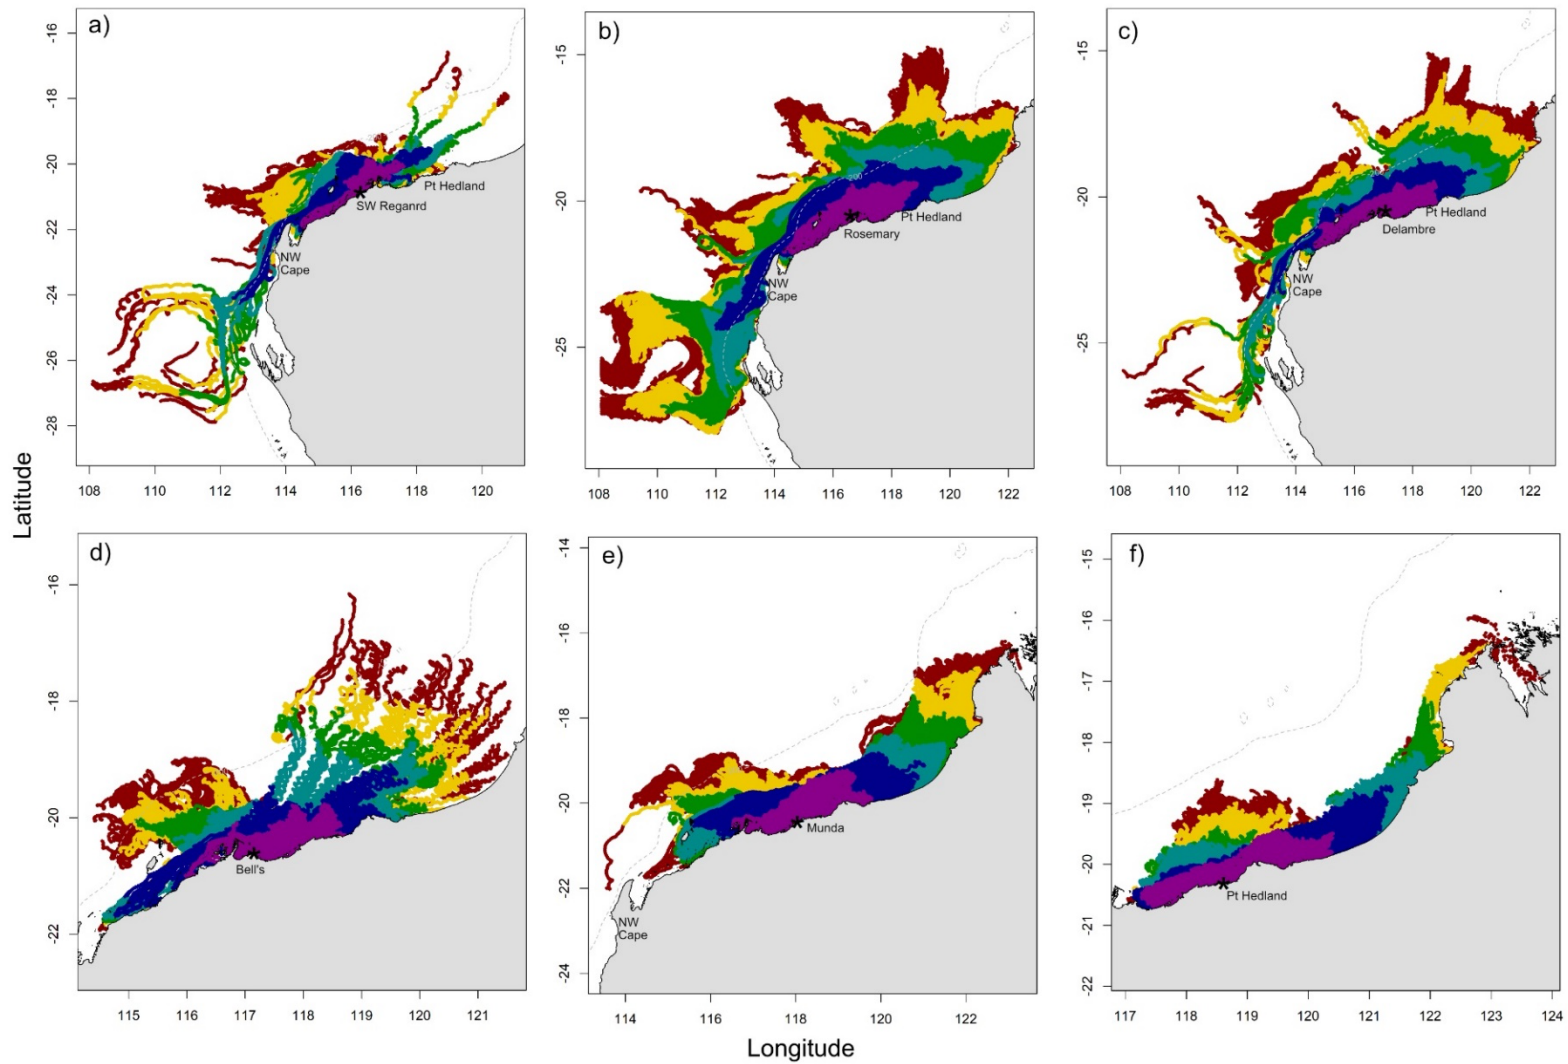 a)
-16
-18
-20
-22
-24
-26
-28
Pt Hedland
SW Reganrd
NW
Cape
108 110 112 114 116 118 120
b)
-15
-20
-25
200
Pt Hedland
Rosemary
NW
Cape
108 110 112 114 116 118 120 122
c)
-15
-20
-25
Pt Hedland
Delambre
NW
Cape
108 110 112 114 116 118 120 122
Latitude
d)
-16
-18
-20
-22
Bell's
115 116 117 118 119 120 121
e)
-14
-16
-18
-20
-22
-24
Munda
NW
Cape
114 116 118 120 122
f)
-15
-16
-17
-18
-19
-20
-21
-22
Pt Hedland
117 118 119 120 121 122 123 124
Longitude